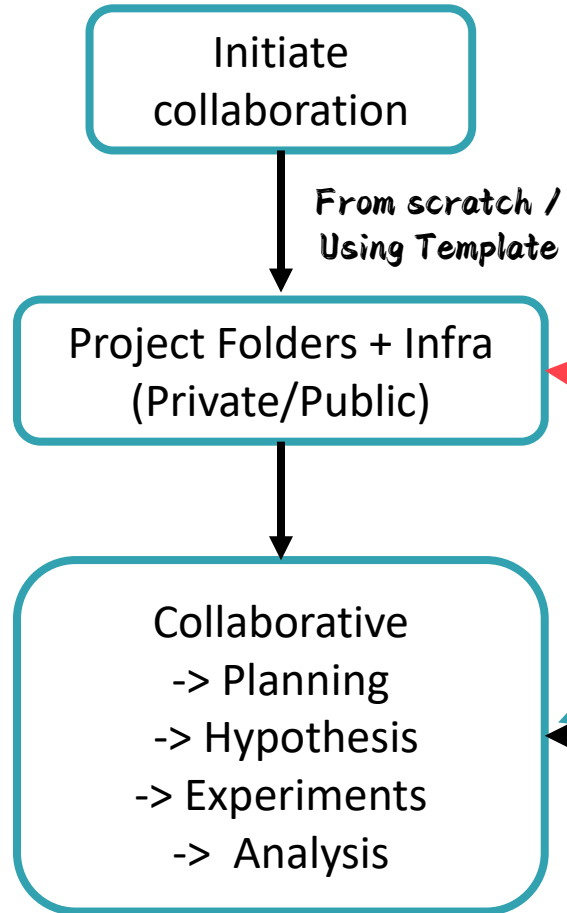 Initiate
collaboration
From scratch /
Using Template
Project Folders + Infra
(Private/Public)
Collaborative
-> Planning
-> Hypothesis
-> Experiments
-> Analysis